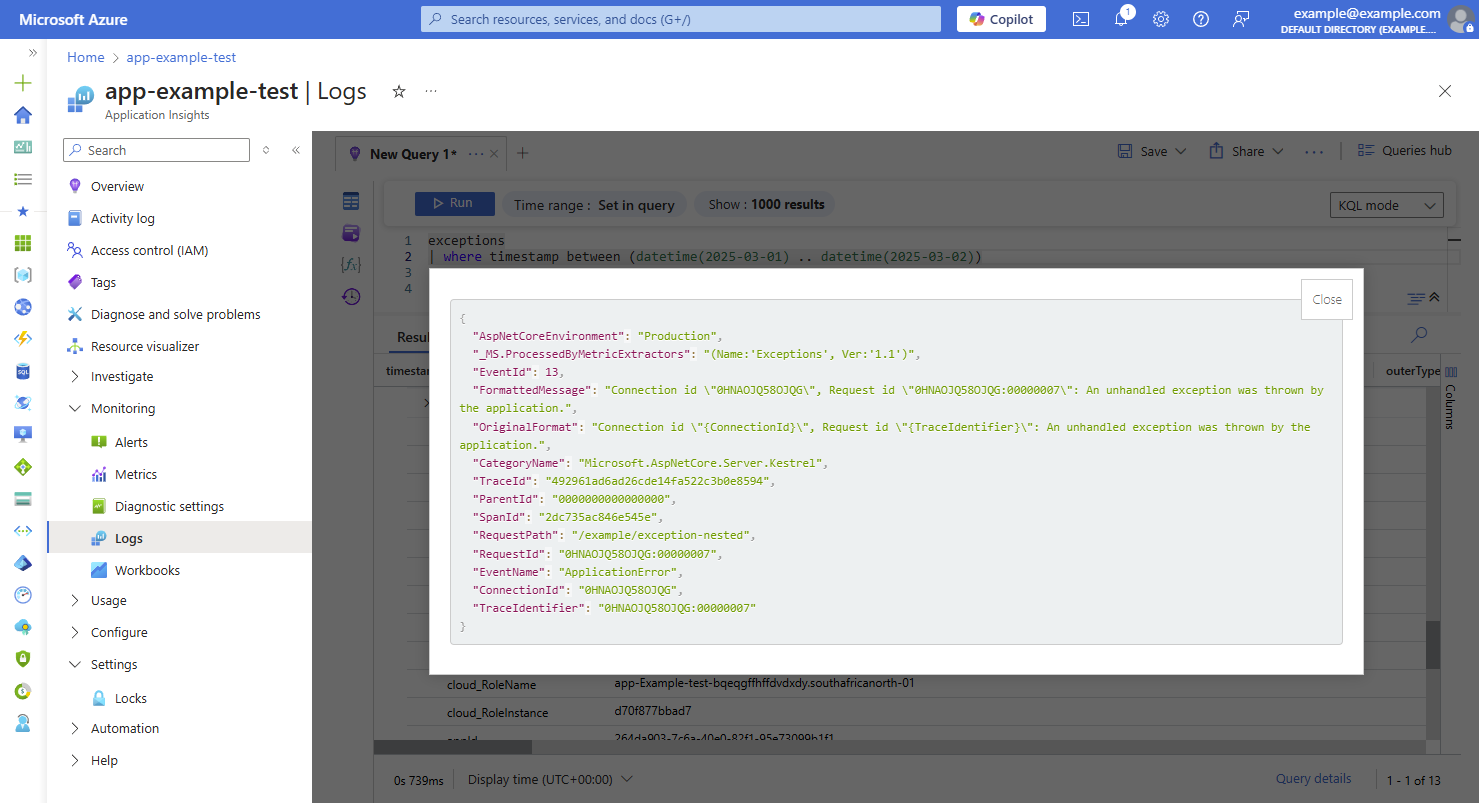 Microsoft Azure
Search resources, services, and docs (G+/)
Copilot
1
example@example.com
DEFAULT DIRECTORY (EXAMPLE....
Home > app-example-test
app-example-test | Logs
Application Insights
Search
Overview
Activity log
Access control (IAM)
Tags
Diagnose and solve problems
Resource visualizer
Investigate
Monitoring
Alerts
Metrics
Diagnostic settings
Logs
Workbooks
Usage
Configure
Settings
Locks
Automation
Help
New Query 1*
Save
Share
Queries hub
Run
Time range : Set in query
Show : 1000 results
KQL mode
1 exceptions
2 | where timestamp between (datetime(2025-03-01) .. datetime(2025-03-02))
3
4
Close
{
"AspNetCoreEnvironment": "Production",
"_MS.ProcessedByMetricExtractors": "(Name:'Exceptions', Ver:'1.1')",
"EventId": 13,
"FormattedMessage": "Connection id \"0HNAOJQ58OJQG\", Request id \"0HNAOJQ58OJQG:00000007\": An unhandled exception was thrown by
the application.",
"OriginalFormat": "Connection id \"{ConnectionId}\", Request id \"{TraceIdentifier}\": An unhandled exception was thrown by the
application.",
"CategoryName": "Microsoft.AspNetCore.Server.Kestrel",
"TraceId": "492961ad6ad26cde14fa522c3b0e8594",
"ParentId": "0000000000000000",
"SpanId": "2dc735ac846e545e",
"RequestPath": "/example/exception-nested",
"RequestId": "0HNAOJQ58OJQG:00000007",
"EventName": "ApplicationError",
"ConnectionId": "0HNAOJQ58OJQG",
"TraceIdentifier": "0HNAOJQ58OJQG:00000007"
}
Resul
timestam
outerType
Columns
cloud_RoleName app-Example-test-bqeqgffhffdvdxdy.southafricanorth-01
cloud_RoleInstance d70f877bbad7
appId 264da903-7c6a-40e0-82f1-95e73099b1f1
0s 739ms
Display time (UTC+00:00)
Query details
1 - 1 of 13